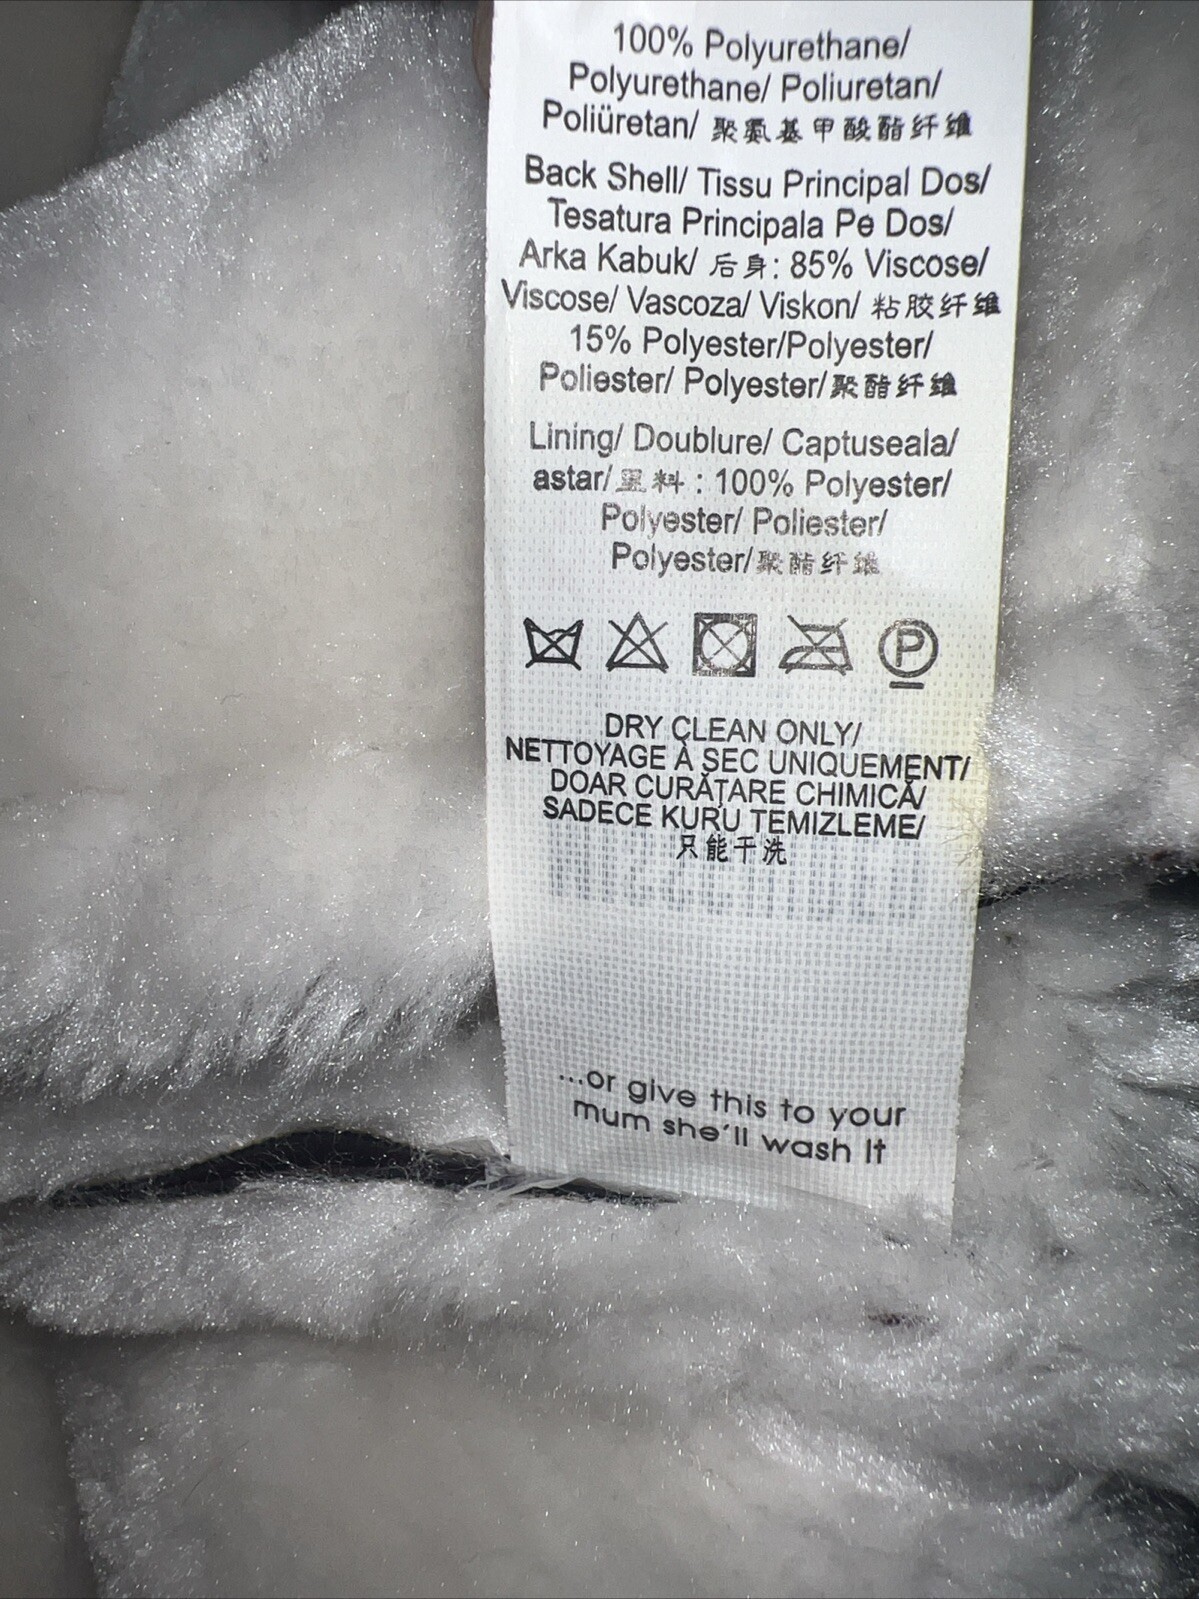 100% Polyurethane/
Polyurethane/ Poliuretan/
Poliüretan/ 聚氨基甲酸酯纤维
Back Shell/ Tissu Principal Dos/
Tesatura Principala Pe Dos/
Arka Kabuk/ 后身: 85% Viscose/
Viscose/ Vascoza/ Viskon/ 粘胶纤维
15% Polyester/Polyester/
Poliester/ Polyester/聚酯纤维
Lining/ Doublure/ Captuseala/
astar/里料: 100% Polyester/
Polyester/ Poliester/
Polyester/聚酯纤维
P
DRY CLEAN ONLY/
NETTOYAGE À SEC UNIQUEMENT/
DOAR CURĂŢARE CHIMICĂ/
SADECE KURU TEMIZLEME/
只能干洗
...or give this to your
mum she'll wash it